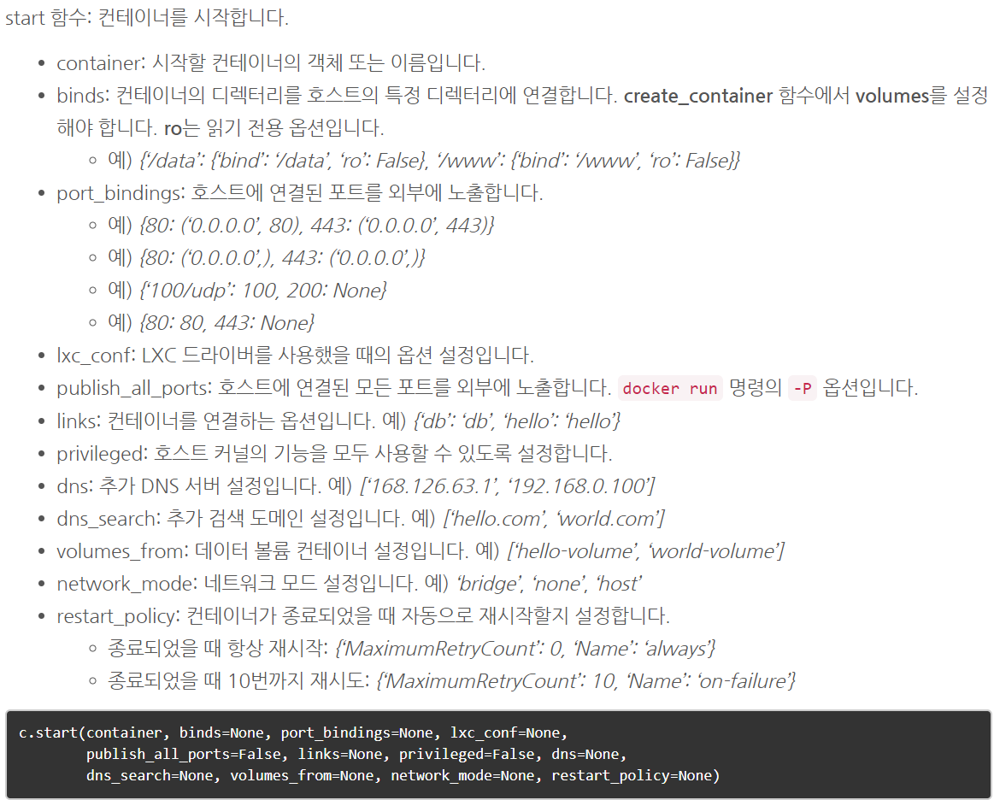 start 함수: 컨테이너를 시작합니다.
• container: 시작할 컨테이너의 객체 또는 이름입니다.
• binds: 컨테이너의 디렉터리를 호스트의 특정 디렉터리에 연결합니다. create_container 함수에서 volumes를 설정
해야 합니다. ro는 읽기 전용 옵션입니다.
◦ 예) {‘/data’: {‘bind’: ‘/data’, ‘ro’: False}, ‘/www’: {‘bind’: ‘/www’, ‘ro’: False}}
• port_bindings: 호스트에 연결된 포트를 외부에 노출합니다.
◦ 예) {80: (‘0.0.0.0’, 80), 443: (‘0.0.0.0’, 443)}
◦ 예) {80: (‘0.0.0.0’,), 443: (‘0.0.0.0’,)}
◦ 예) {‘100/udp’: 100, 200: None}
◦ 예) {80: 80, 443: None}
• lxc_conf: LXC 드라이버를 사용했을 때의 옵션 설정입니다.
• publish_all_ports: 호스트에 연결된 모든 포트를 외부에 노출합니다. docker run 명령의 -P 옵션입니다.
• links: 컨테이너를 연결하는 옵션입니다. 예) {‘db’: ‘db’, ‘hello’: ‘hello’}
• privileged: 호스트 커널의 기능을 모두 사용할 수 있도록 설정합니다.
• dns: 추가 DNS 서버 설정입니다. 예) [‘168.126.63.1’, ‘192.168.0.100’]
• dns_search: 추가 검색 도메인 설정입니다. 예) [‘hello.com’, ‘world.com’]
• volumes_from: 데이터 볼륨 컨테이너 설정입니다. 예) [‘hello-volume’, ‘world-volume’]
• network_mode: 네트워크 모드 설정입니다. 예) ‘bridge’, ‘none’, ‘host’
• restart_policy: 컨테이너가 종료되었을 때 자동으로 재시작할지 설정합니다.
◦ 종료되었을 때 항상 재시작: {‘MaximumRetryCount’: 0, ‘Name’: ‘always’}
◦ 종료되었을 때 10번까지 재시도: {‘MaximumRetryCount’: 10, ‘Name’: ‘on-failure’}
c.start(container, binds=None, port_bindings=None, lxc_conf=None,
publish_all_ports=False, links=None, privileged=False, dns=None,
dns_search=None, volumes_from=None, network_mode=None, restart_policy=None)